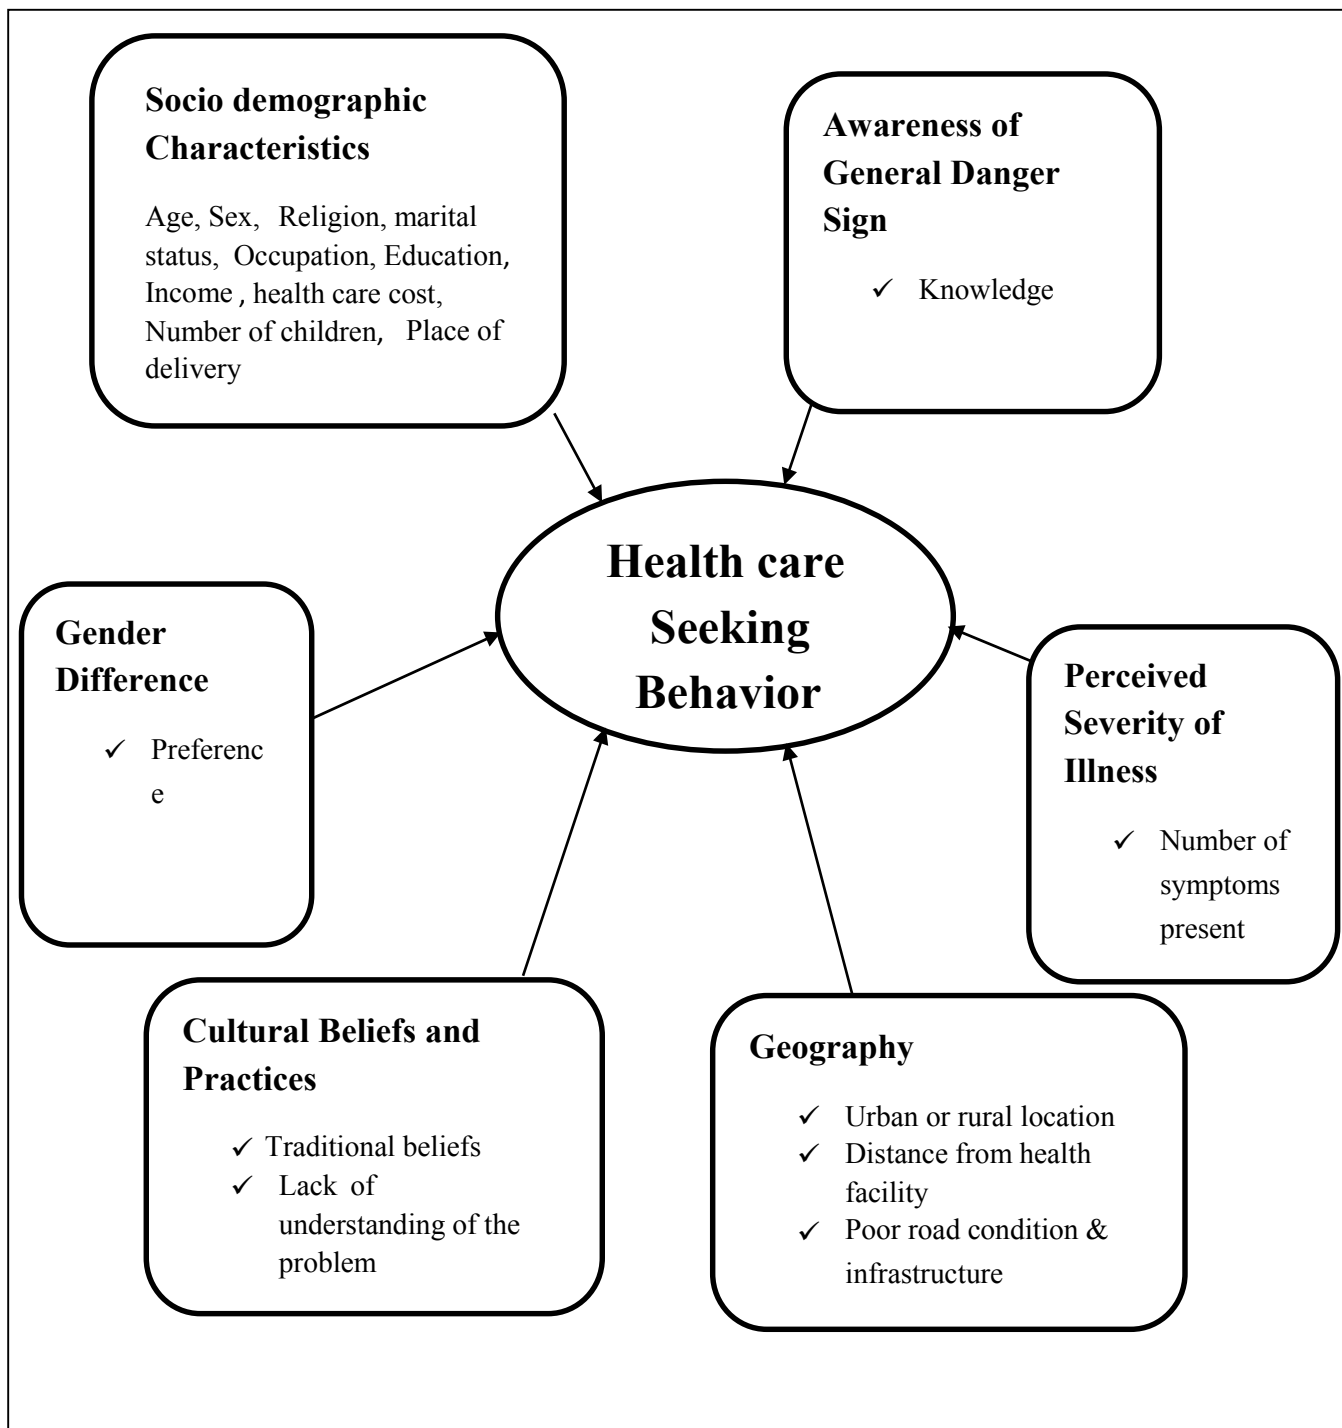 Socio demographic
Characteristics
Age, Sex, Religion, marital
status, Occupation, Education,
Income , health care cost,
Number of children, Place of
delivery
Awareness of
General Danger
Sign
✓ Knowledge
Health care
Seeking
Behavior
Gender
Difference
✓ Preferenc
e
Perceived
Severity of
Illness
✓ Number of
symptoms
present
Cultural Beliefs and
Practices
✓ Traditional beliefs
✓ Lack of
understanding of the
problem
Geography
✓ Urban or rural location
✓ Distance from health
facility
✓ Poor road condition &
infrastructure